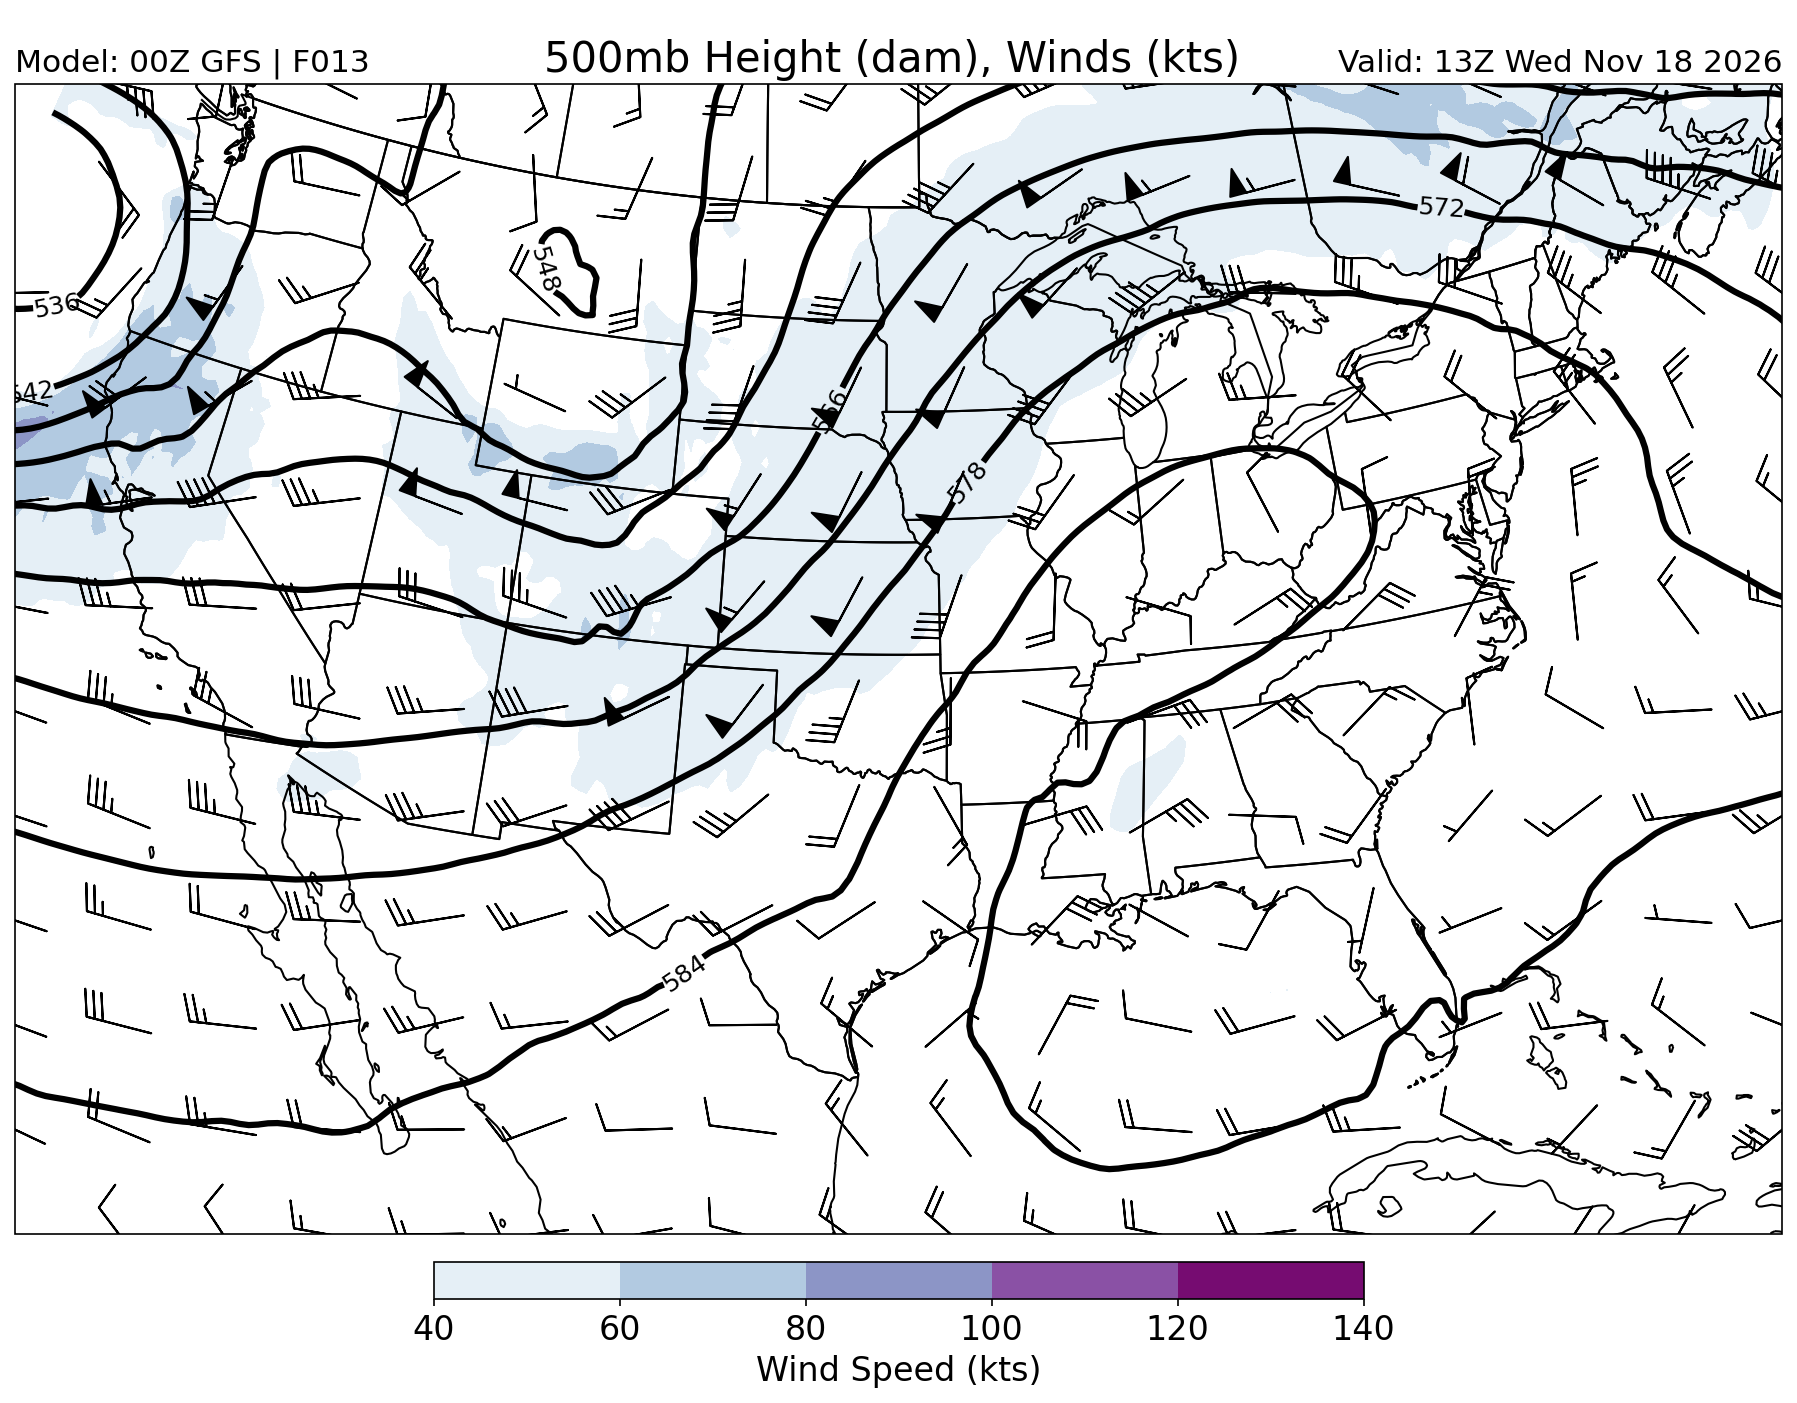 Model: 00Z GFS | F013
500mb Height (dam), Winds (kts)
Valid: 13Z Wed Nov 18 2026
572
548
536
542
566
578
584
40 60 80 100 120 140
Wind Speed (kts)